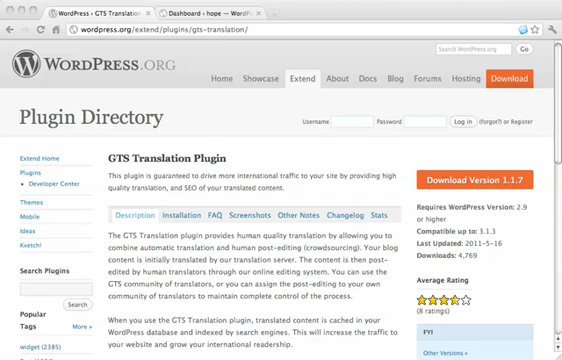 WordPress › GTS Translation
Dashboard ‹ hope — WordP
wordpress.org/extend/plugins/gts-translation/
WORDPRESS.ORG
Search WordPress.org
Go
Home Showcase Extend About Docs Blog Forums Hosting Download
Plugin Directory
Username Password Log in (forgot?) or Register
Extend Home
Plugins
• Developer Center
Themes
Mobile
Ideas
Kvetch!
Search Plugins
Search
Popular
Tags More »
widget (2385)
GTS Translation Plugin
This plugin is guaranteed to drive more international traffic to your site by providing high
quality translation, and SEO of your translated content.
Description Installation FAQ Screenshots Other Notes Changelog Stats
The GTS Translation plugin provides human quality translation by allowing you to
combine automatic translation and human post-editing (crowdsourcing). Your blog
content is initially translated by our translation server. The content is then post-
edited by human translators through our online editing system. You can use the
GTS community of translators, or you can assign the post-editing to your own
community of translators to maintain complete control of the process.
When you use the GTS Translation plugin, translated content is cached in your
WordPress database and indexed by search engines. This will increase the traffic to
your website and grow your international readership.
Download Version 1.1.7
Requires WordPress Version: 2.9
or higher
Compatible up to: 3.1.3
Last Updated: 2011-5-16
Downloads: 4,769
Average Rating
(8 ratings)
FYI
Other Versions »